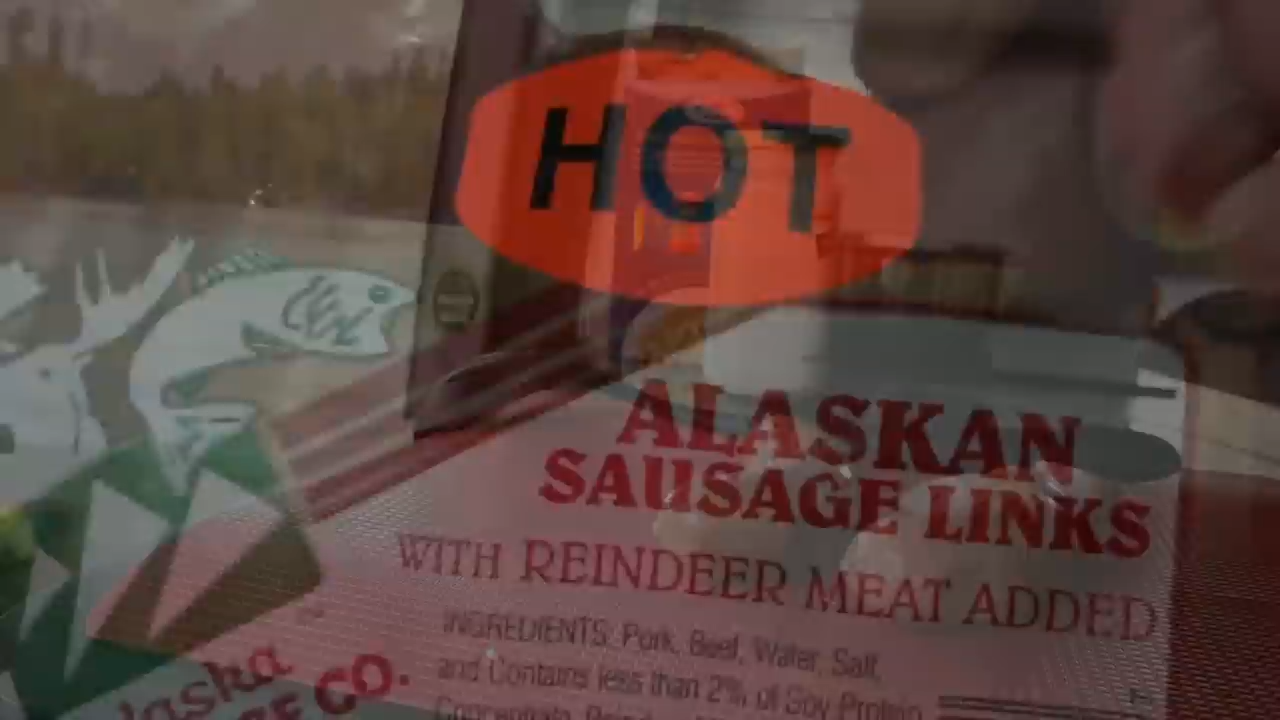 HOT
ALASKAN
SAUSAGE LINKS
WITH REINDEER MEAT ADDED
INGREDIENTS: Pork, Beef, Water, Salt,
and Contains less than 2% of Soy Protein
Concentrate,
CO.